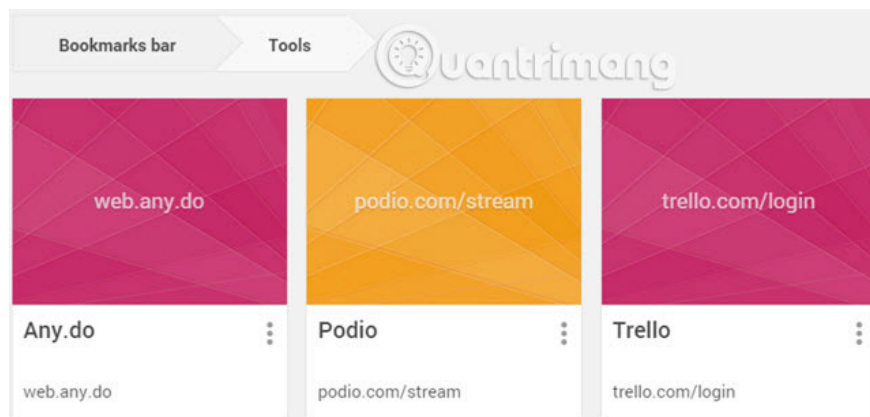 Bookmarks bar Tools
Quantrimang
web.any.do podio.com/stream trello.com/login
Any.do Podio Trello
web.any.do podio.com/stream trello.com/login